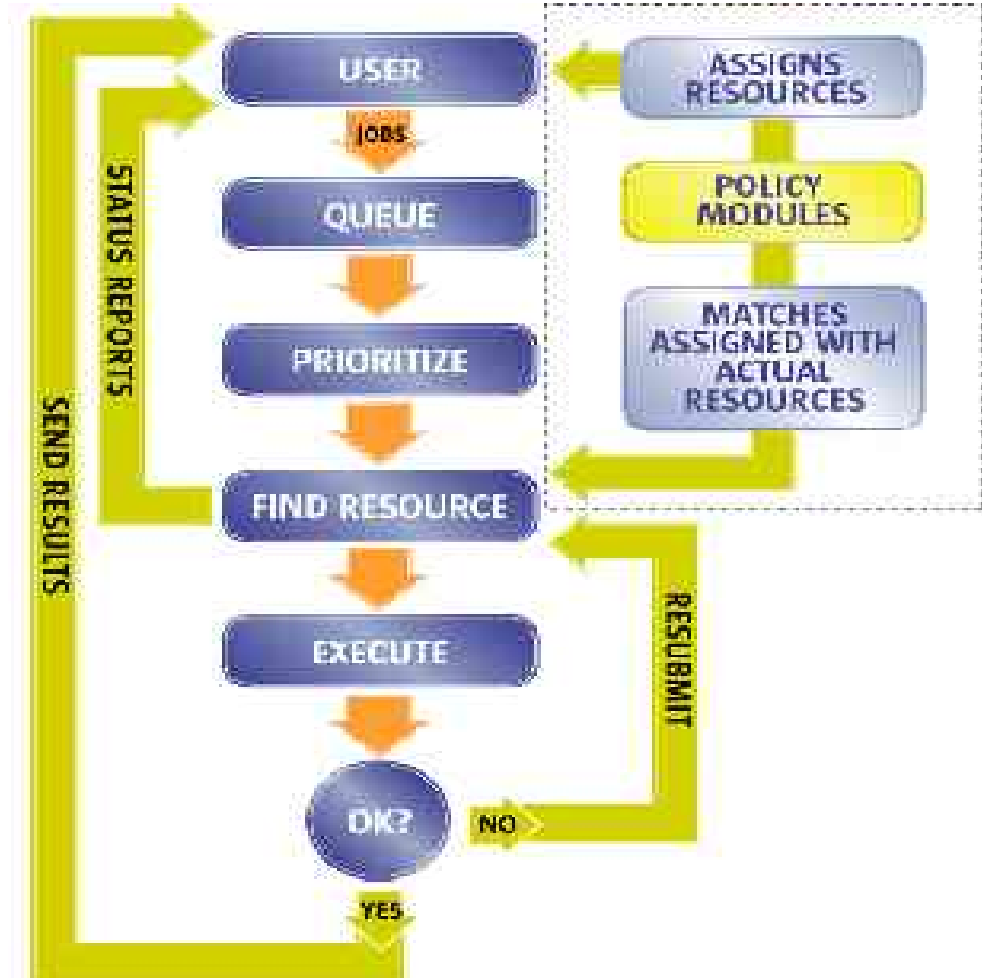 USER
ASSIGNS
RESOURCES
JOBS
POLICY
MODULES
QUEUE
STATUS REPORTS
MATCHES
ASSIGNED WITH
ACTUAL
RESOURCES
PRIORITIZE
SEND RESULTS
FIND RESOURCE
EXECUTE
RESUBMIT
OK?
NO
YES